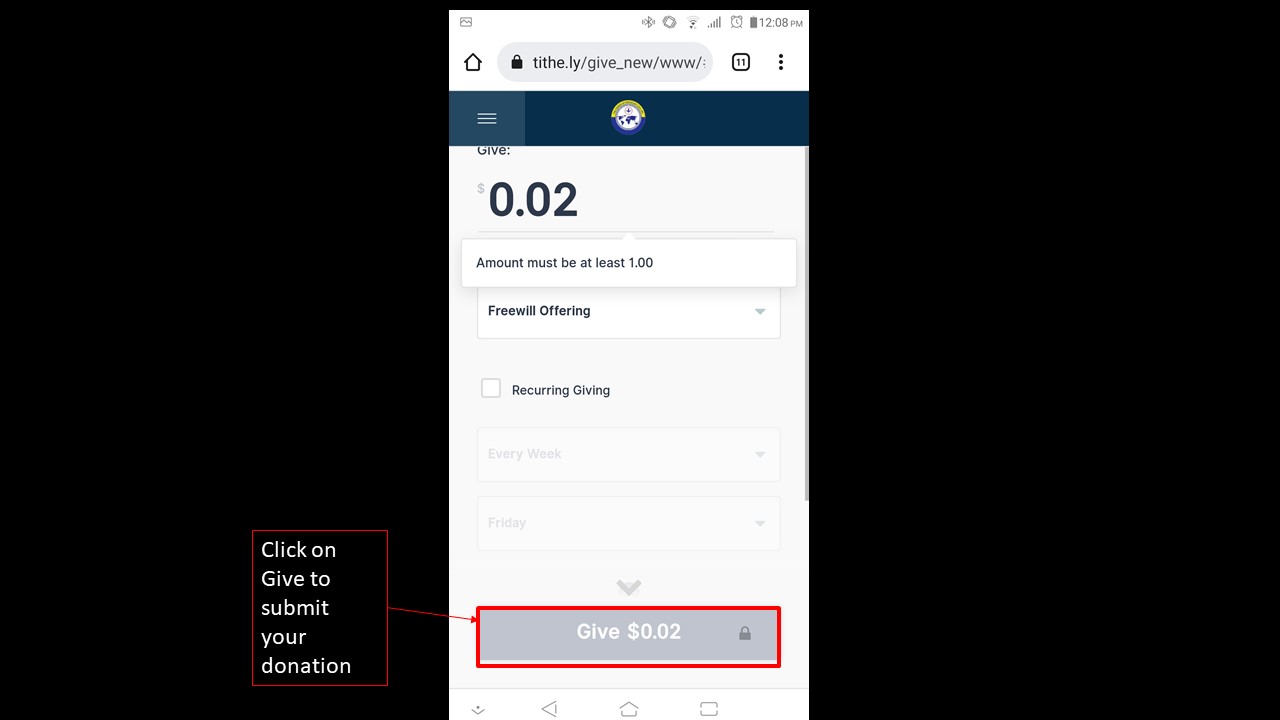 12:08 PM
tithe.ly/give_new/www/
11
Give:
$ 0.02
Amount must be at least 1.00
Freewill Offering
Recurring Giving
Every Week
Friday
Give $0.02
Click on
Give to
submit
your
donation